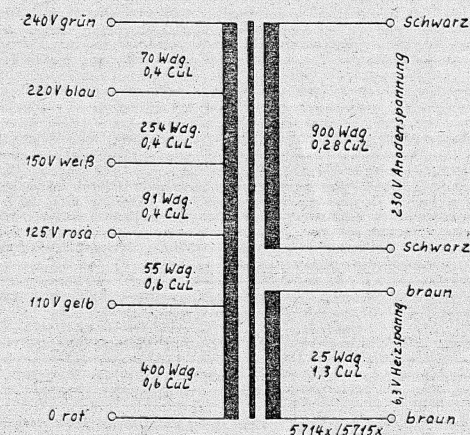 240V grün
70 Wdg.
0,4 CuL
220V blau
254 Wdg.
0,4 CuL
150V weiß
91 Wdg.
0,4 CuL
125V rosa
55 Wdg.
0,6 CuL
110V gelb
400 Wdg.
0,6 CuL
0 rot
schwarz
900 Wdg.
0,28 CuL
230 V Anodenspannung
schwarz
braun
25 Wdg.
1,3 CuL
6,3V Heizspanng
braun
5714x/5715x